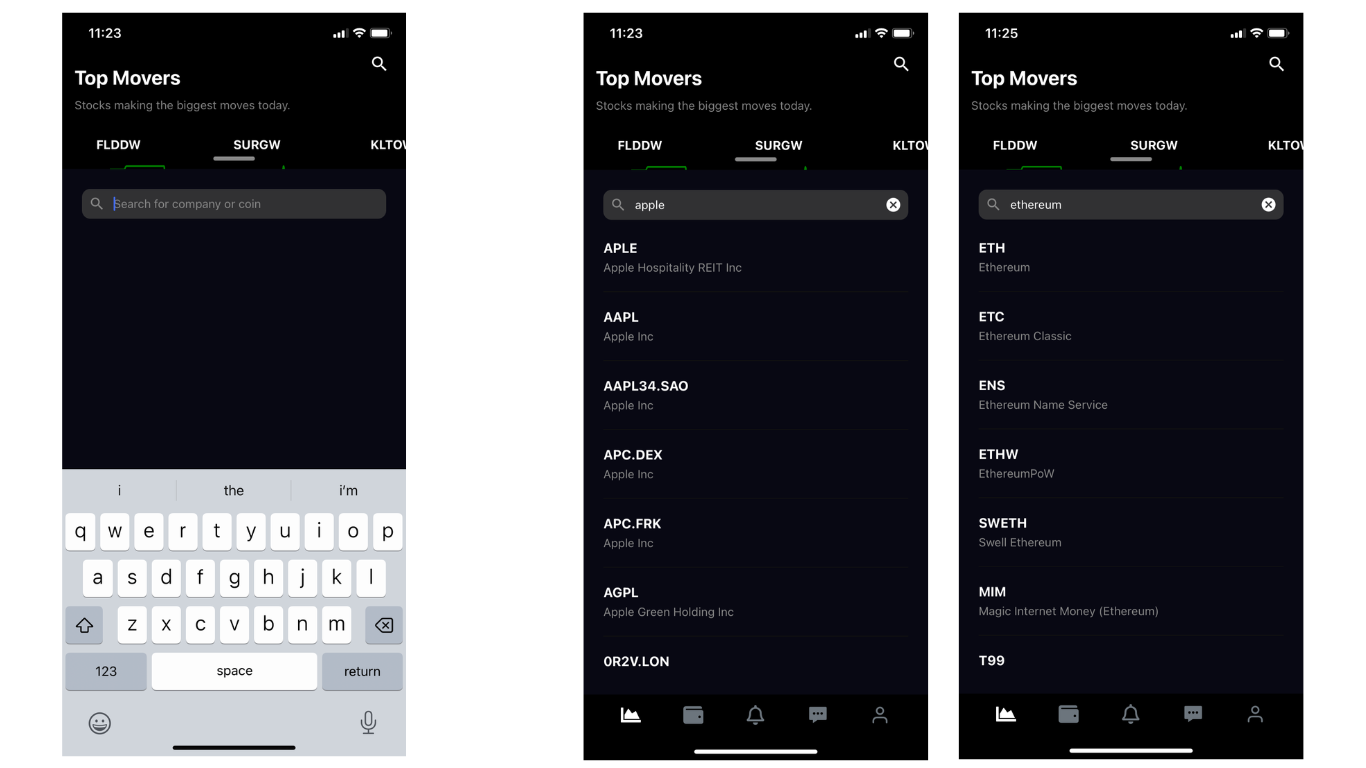 11:23
Top Movers
Stocks making the biggest moves today.
FLDDW SURGW KLTOW
Search for company or coin
i the i'm
q w e r t y u i o p
a s d f g h j k l
z x c v b n m
123 space return
11:23
Top Movers
Stocks making the biggest moves today.
FLDDW SURGW KLTOW
apple
APLE
Apple Hospitality REIT Inc
AAPL
Apple Inc
AAPL34.SAO
Apple Inc
APC.DEX
Apple Inc
APC.FRK
Apple Inc
AGPL
Apple Green Holding Inc
0R2V.LON
11:25
Top Movers
Stocks making the biggest moves today.
FLDDW SURGW KLTOW
ethereum
ETH
Ethereum
ETC
Ethereum Classic
ENS
Ethereum Name Service
ETHW
EthereumPoW
SWETH
Swell Ethereum
MIM
Magic Internet Money (Ethereum)
T99